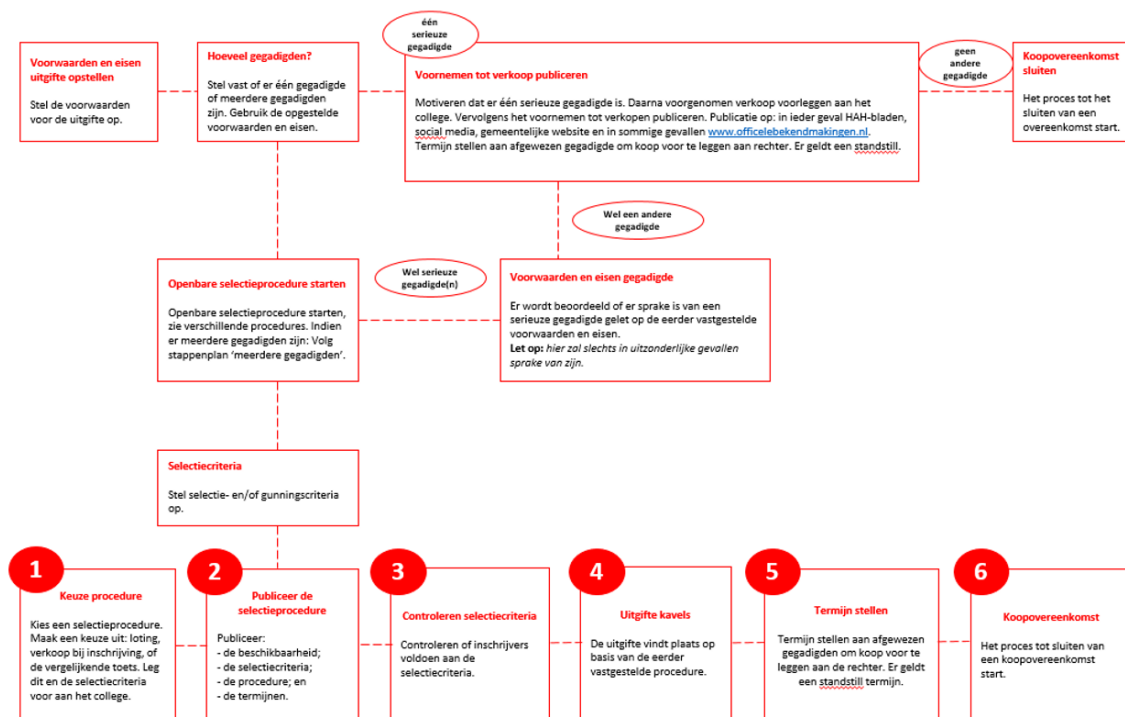 Voorwaarden en eisen
uitgifte opstellen
Stel de voorwaarden
voor de uitgifte op.
Hoeveel gegadigden?
Stel vast of er één gegadigde
of meerdere gegadigden
zijn. Gebruik de opgestelde
voorwaarden en eisen.
één
serieuze
gegadigde
Voornemen tot verkoop publiceren
Motiveren dat er één serieuze gegadigde is. Daarna voorgenomen verkoop voorleggen aan het
college. Vervolgens het voornemen tot verkopen publiceren. Publicatie op: in ieder geval HAH-bladen,
social media, gemeentelijke website en in sommige gevallen www.officelebekendmakingen.nl.
Termijn stellen aan afgewezen gegadigde om koop voor te leggen aan rechter. Er geldt een standstill.
geen
andere
gegadigde
Koopovereenkomst
sluiten
Het proces tot het
sluiten van een
overeenkomst start.
Wel een andere
gegadigde
Openbare selectieprocedure starten
Openbare selectieprocedure starten,
zie verschillende procedures. Indien
er meerdere gegadigden zijn: Volg
stappenplan ‘meerdere gegadigden’.
Wel serieuze
gegadigde(n)
Voorwaarden en eisen gegadigde
Er wordt beoordeeld of er sprake is van een
serieuze gegadigde gelet op de eerder vastgestelde
voorwaarden en eisen.
Let op: hier zal slechts in uitzonderlijke gevallen
sprake van zijn.
Selectiecriteria
Stel selectie- en/of gunningscriteria
op.
1
Keuze procedure
Kies een selectieprocedure.
Maak een keuze uit: loting,
verkoop bij inschrijving, of
de vergelijkende toets. Leg
dit en de selectiecriteria
voor aan het college.
2
Publiceer de
selectieprocedure
Publiceer:
- de beschikbaarheid;
- de selectiecriteria;
- de procedure; en
- de termijnen.
3
Controleren selectiecriteria
Controleren of inschrijvers
voldoen aan de
selectiecriteria.
4
Uitgifte kavels
De uitgifte vindt plaats op
basis van de eerder
vastgestelde procedure.
5
Termijn stellen
Termijn stellen aan afgewezen
gegadigden om koop voor te
leggen aan de rechter. Er geldt
een standstill termijn.
6
Koopovereenkomst
Het proces tot sluiten van
een koopovereenkomst
start.